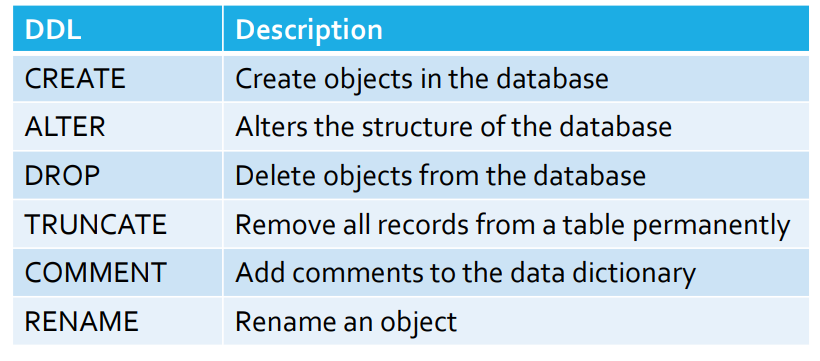 DDL Description
CREATE Create objects in the database
ALTER Alters the structure of the database
DROP Delete objects from the database
TRUNCATE Remove all records from a table permanently
COMMENT Add comments to the data dictionary
RENAME Rename an object